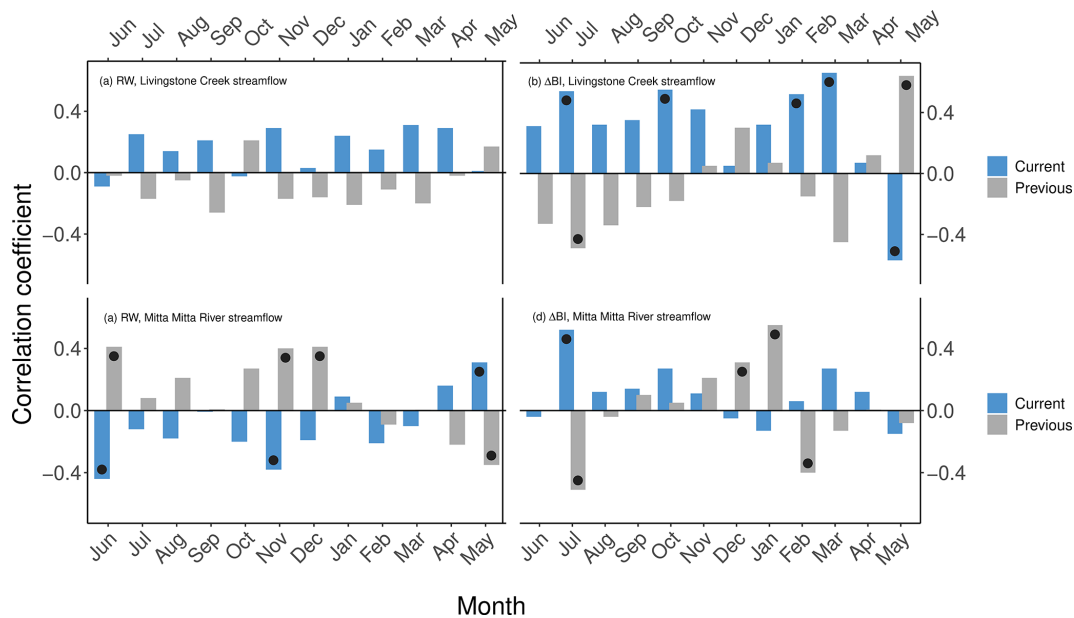 Jun Jul Aug Sep Oct Nov Dec Jan Feb Mar Apr May
Jun Jul Aug Sep Oct Nov Dec Jan Feb Mar Apr May
(a) RW, Livingstone Creek streamflow
(b) ΔBI, Livingstone Creek streamflow
0.4
0.0
−0.4
0.4
0.0
−0.4
Current
Previous
Correlation coefficient
(a) RW, Mitta Mitta River streamflow
(d) ΔBI, Mitta Mitta River streamflow
0.4
0.0
−0.4
0.4
0.0
−0.4
Current
Previous
Jun Jul Aug Sep Oct Nov Dec Jan Feb Mar Apr May
Jun Jul Aug Sep Oct Nov Dec Jan Feb Mar Apr May
Month